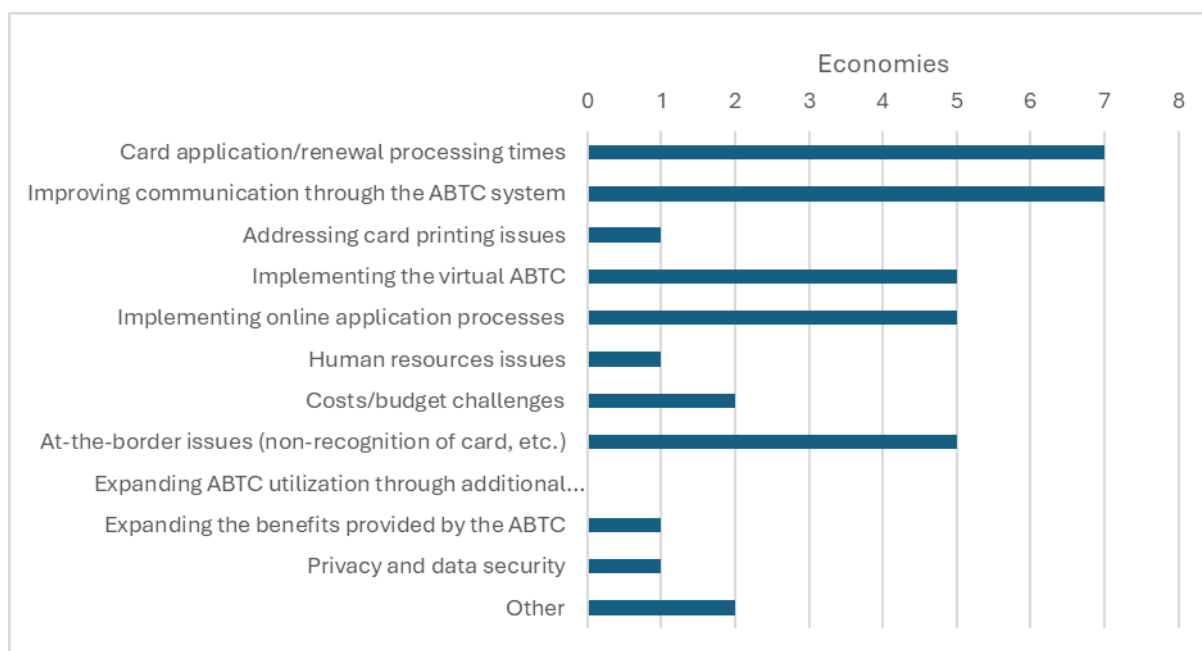 Economies
0 1 2 3 4 5 6 7 8
Card application/renewal processing times
Improving communication through the ABTC system
Addressing card printing issues
Implementing the virtual ABTC
Implementing online application processes
Human resources issues
Costs/budget challenges
At-the-border issues (non-recognition of card, etc.)
Expanding ABTC utilization through additional...
Expanding the benefits provided by the ABTC
Privacy and data security
Other